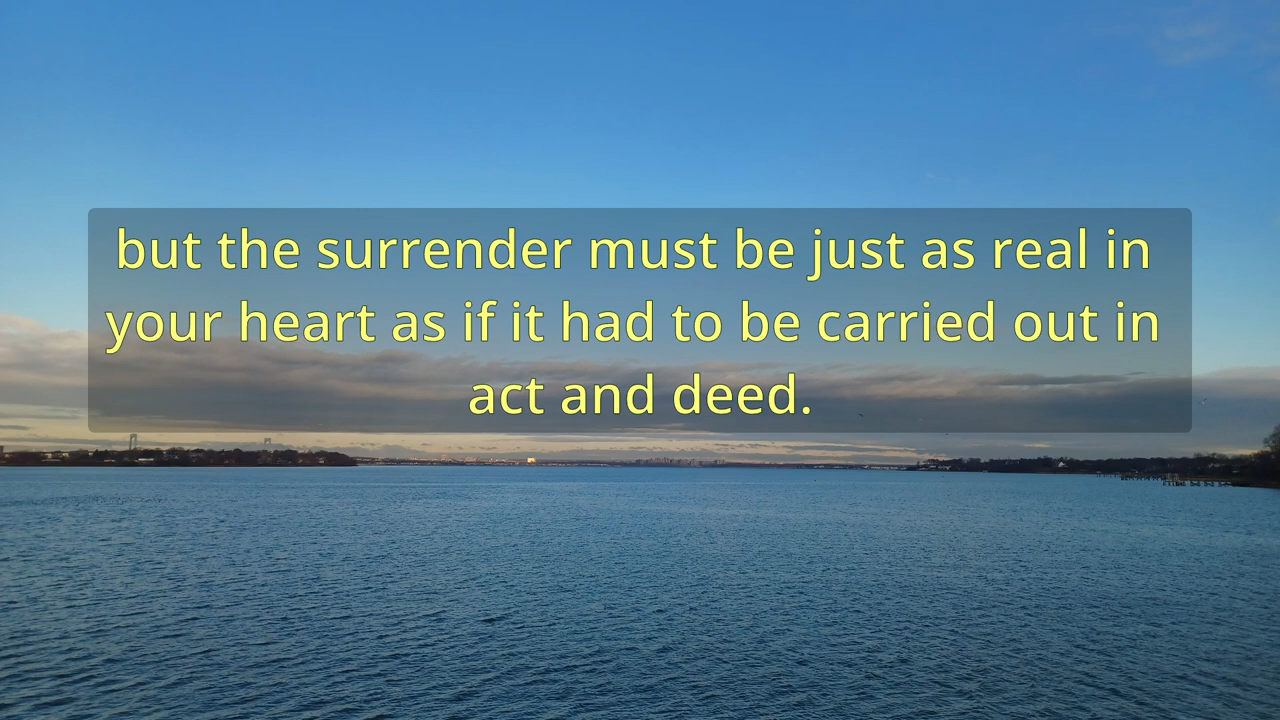 but the surrender must be just as real in
your heart as if it had to be carried out in
act and deed.